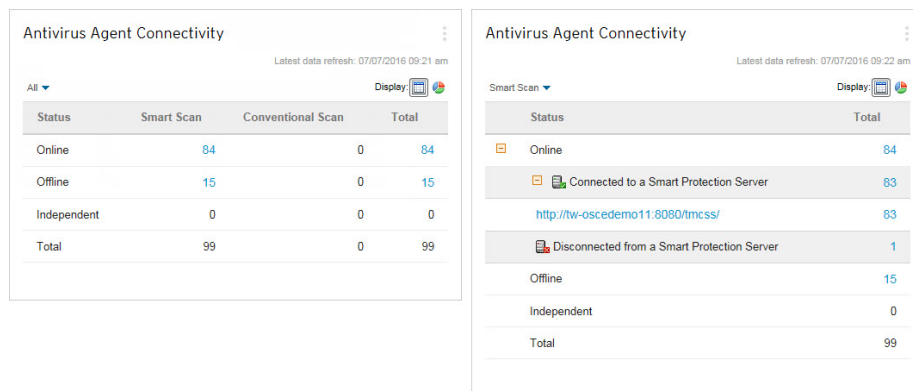 Antivirus Agent Connectivity
Latest data refresh: 07/07/2016 09:21 am
All Display:
Status Smart Scan Conventional Scan Total
Online 84 0 84
Offline 15 0 15
Independent 0 0 0
Total 99 0 99
Antivirus Agent Connectivity
Latest data refresh: 07/07/2016 09:22 am
Smart Scan Display:
Status Total
Online 84
Connected to a Smart Protection Server 83
http://tw-oscedemo11:8080/tmcss/ 83
Disconnected from a Smart Protection Server 1
Offline 15
Independent 0
Total 99